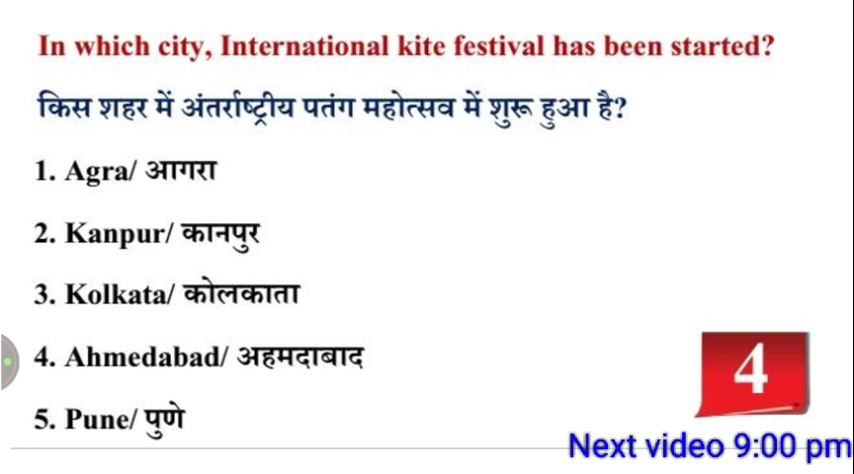 In which city, International kite festival has been started?
किस शहर में अंतर्राष्ट्रीय पतंग महोत्सव में शुरू हुआ है?
1. Agra/ आगरा
2. Kanpur/ कानपुर
3. Kolkata/ कोलकाता
4. Ahmedabad/ अहमदाबाद
5. Pune/ पुणे
4
Next video 9:00 pm